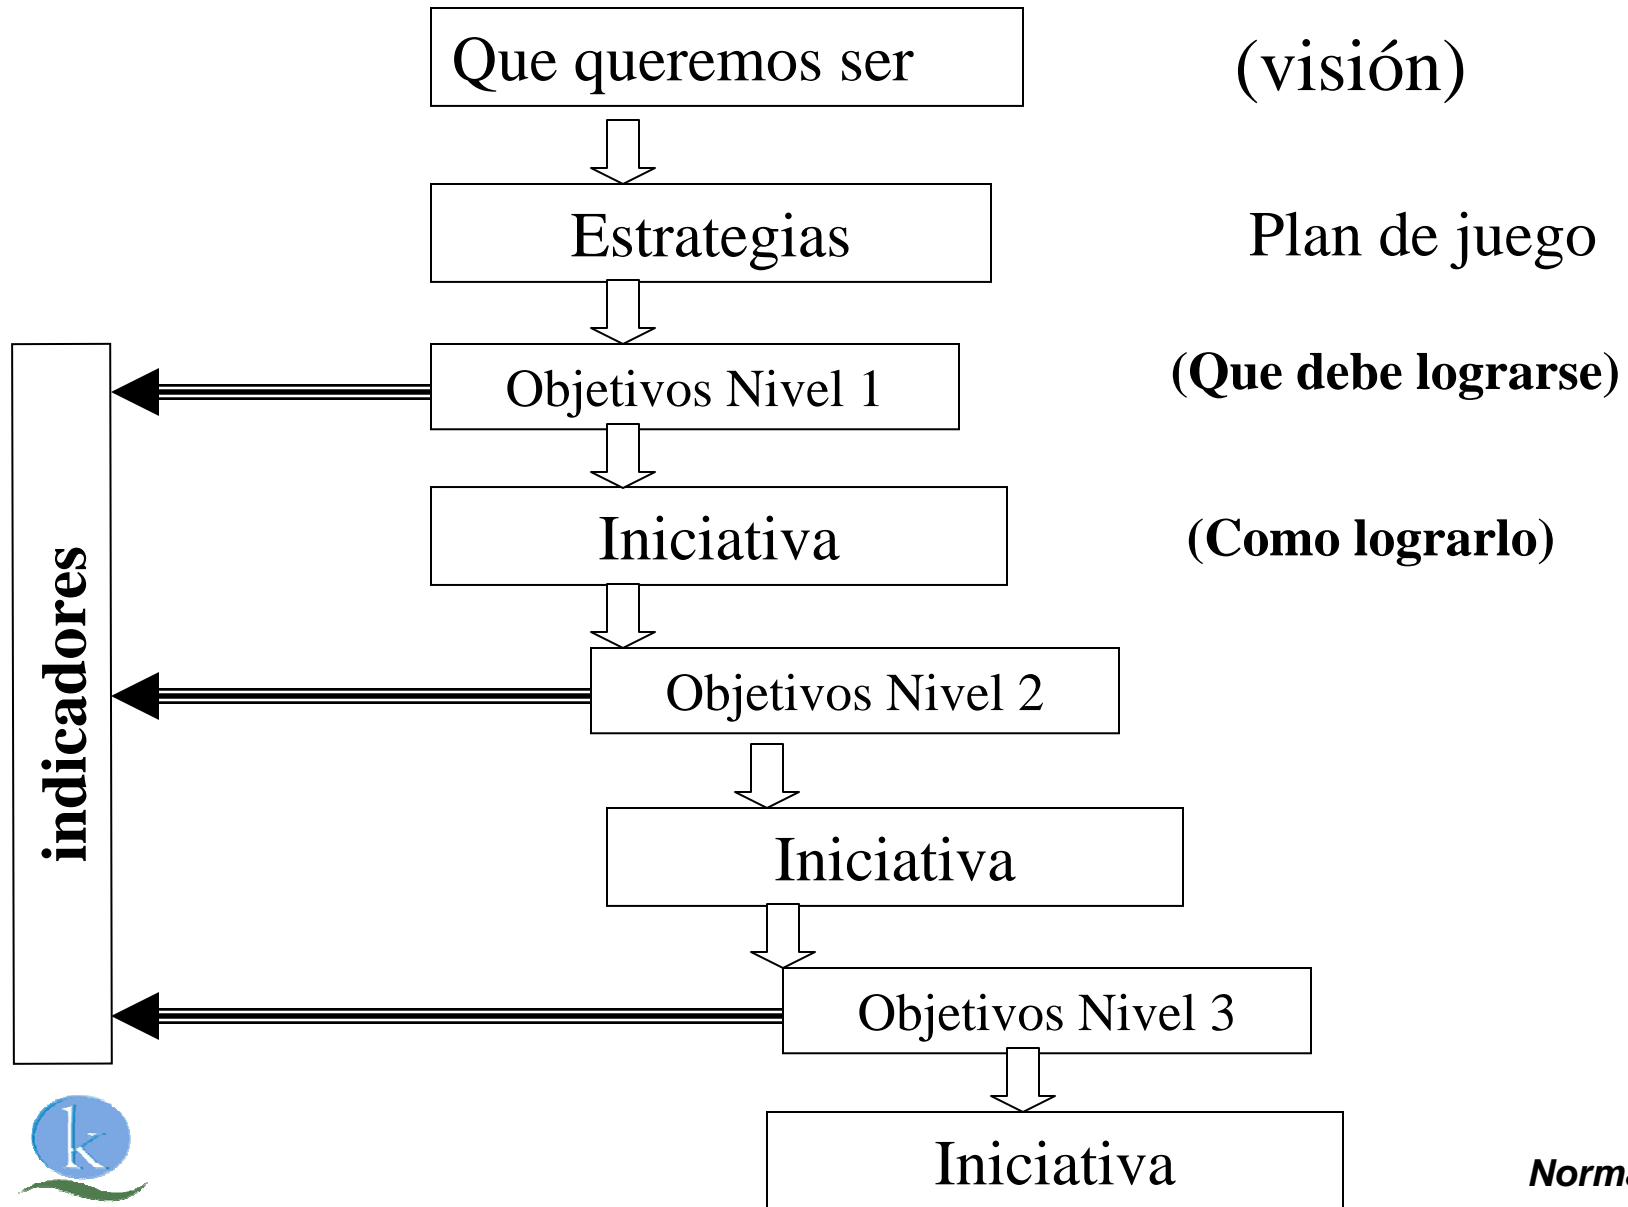 Que queremos ser
(visión)
Estrategias
Plan de juego
Objetivos Nivel 1
(Que debe lograrse)
Iniciativa
(Como lograrlo)
indicadores
Objetivos Nivel 2
Iniciativa
Objetivos Nivel 3
k
Iniciativa